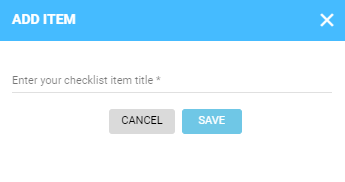 ADD ITEM
Enter your checklist item title *
CANCEL SAVE